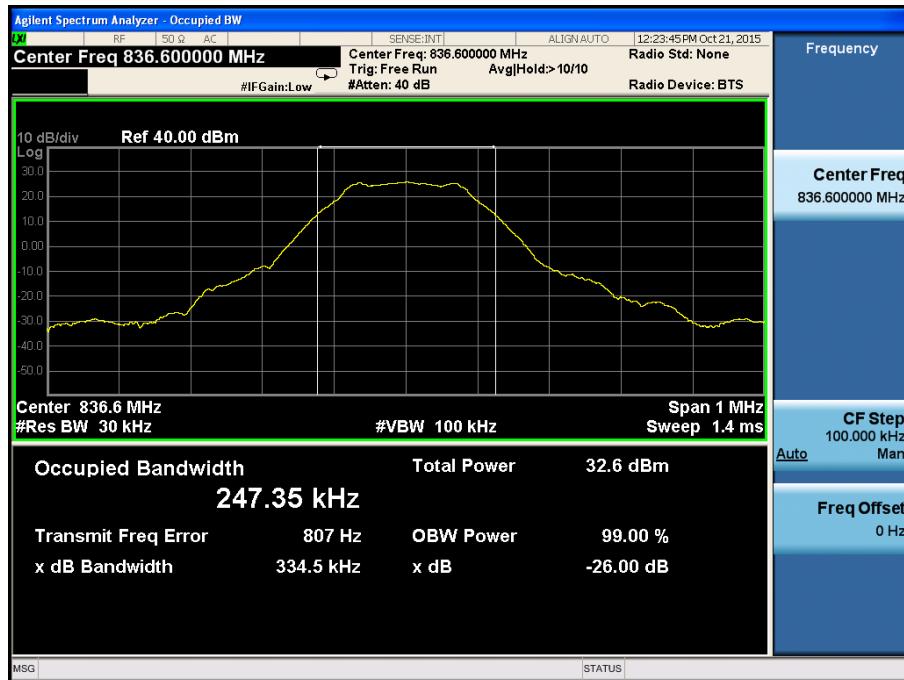 Agilent Spectrum Analyzer - Occupied BW
LXI RF 50 Ω AC SENSE:INT ALIGN AUTO 12:23:45 PM Oct 21, 2015
Center Freq 836.600000 MHz
Center Freq: 836.600000 MHz
Radio Std: None
Trig: Free Run Avg|Hold:>10/10
#IFGain:Low
#Atten: 40 dB
Radio Device: BTS
10 dB/div Ref 40.00 dBm
Log
30.0
20.0
10.0
0.00
-10.0
-20.0
-30.0
-40.0
-50.0
Center 836.6 MHz Span 1 MHz
#Res BW 30 kHz #VBW 100 kHz Sweep 1.4 ms
Occupied Bandwidth Total Power 32.6 dBm
247.35 kHz
Transmit Freq Error 807 Hz OBW Power 99.00 %
x dB Bandwidth 334.5 kHz x dB -26.00 dB
MSG STATUS
Frequency
Center Freq
836.600000 MHz
CF Step
100.000 kHz
Auto Man
Freq Offset
0 Hz